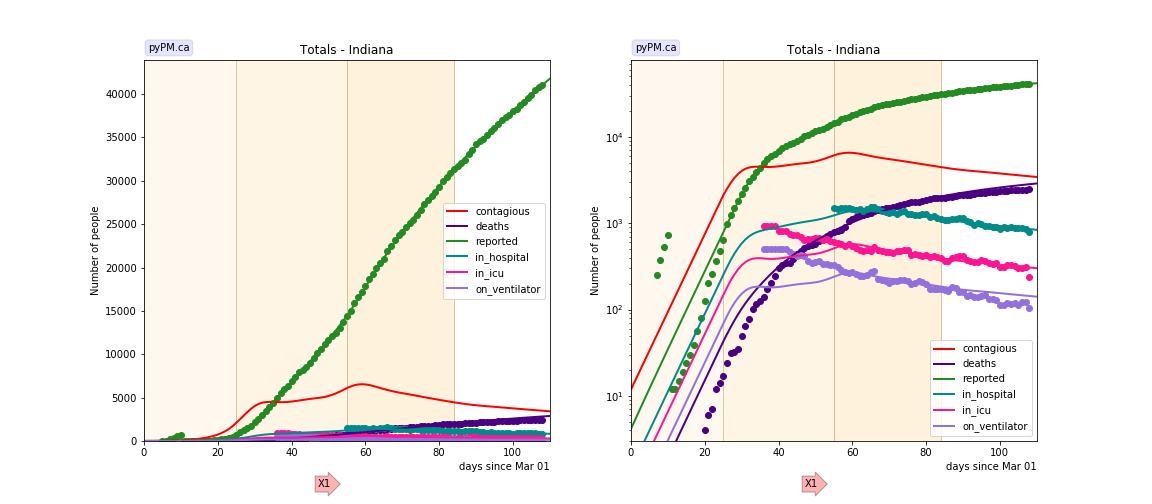 pyPM.ca
Totals - Indiana
Number of people
40000
35000
30000
25000
20000
15000
10000
5000
0
0
20
40
60
80
100
days since Mar 01
contagious
deaths
reported
in_hospital
in_icu
on_ventilator
X1
pyPM.ca
Totals - Indiana
Number of people
10^4
10^3
10^2
10^1
0
20
40
60
80
100
days since Mar 01
contagious
deaths
reported
in_hospital
in_icu
on_ventilator
X1